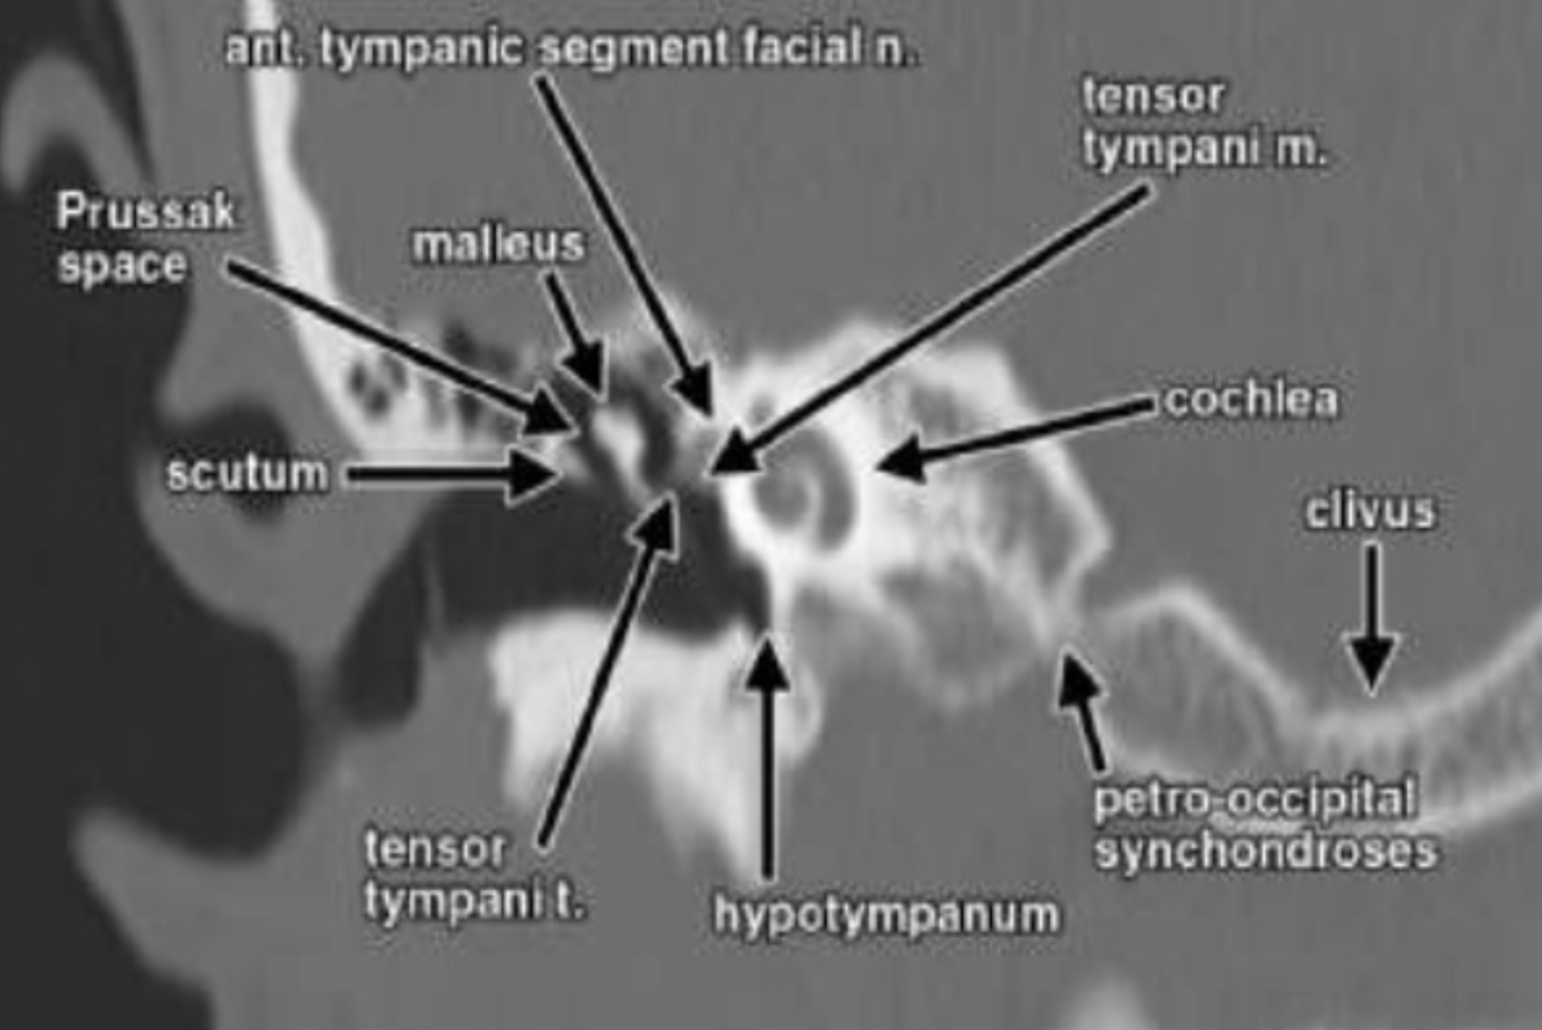 ant. tympanic segment facial n.
tensor
tympani m.
Prussak
space
malleus
cochlea
scutum
clivus
petro-occipital
synchondroses
tensor
tympani t.
hypotympanum